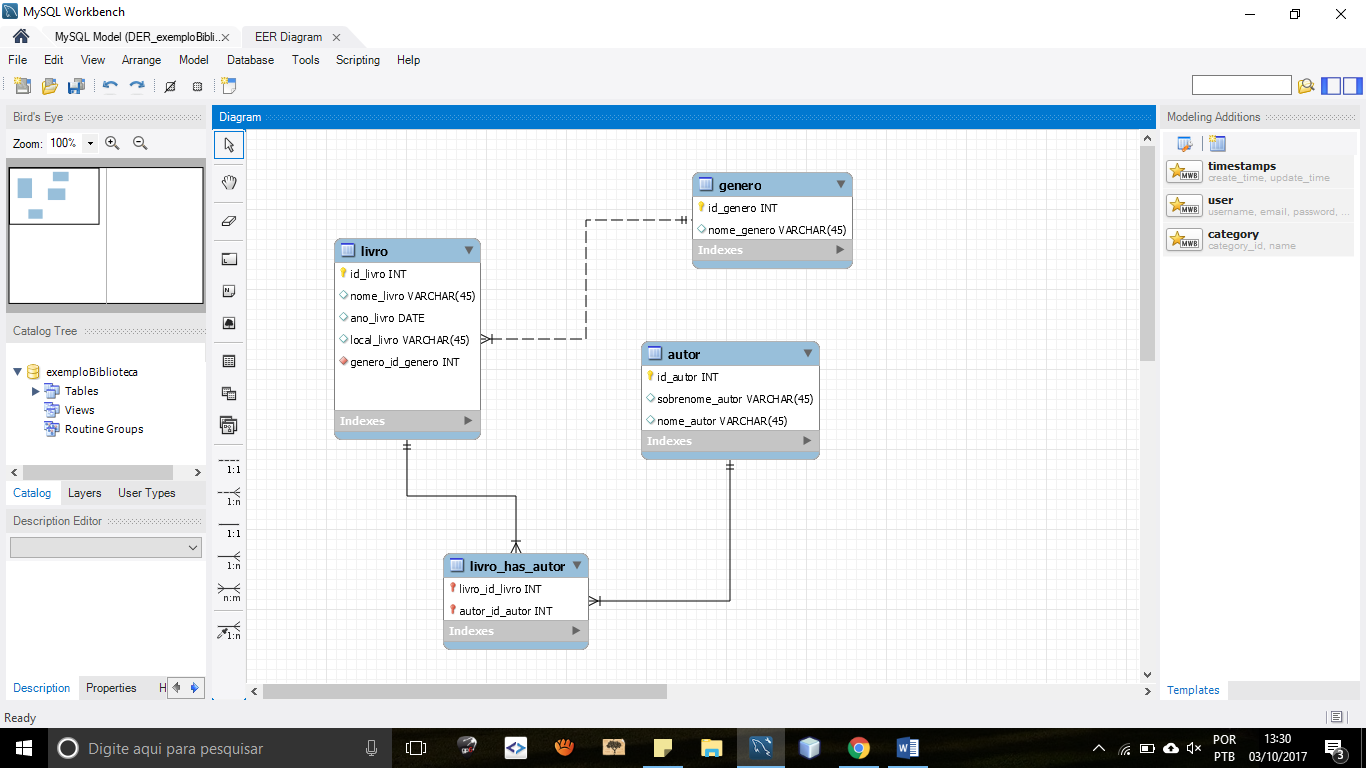 MySQL Workbench
MySQL Model (DER_exemploBibli.. ×
EER Diagram ×
File Edit View Arrange Model Database Tools Scripting Help
Bird's Eye
Zoom: 100%
Catalog Tree
exemploBiblioteca
Tables
Views
Routine Groups
Catalog Layers User Types
Description Editor
Description Properties H
Diagram
1:1
1:n
1:1
1:n
n:m
1:n
genero
id_genero INT
nome_genero VARCHAR(45)
Indexes
livro
id_livro INT
nome_livro VARCHAR(45)
ano_livro DATE
local_livro VARCHAR(45)
genero_id_genero INT
Indexes
autor
id_autor INT
sobrenome_autor VARCHAR(45)
nome_autor VARCHAR(45)
Indexes
livro_has_autor
livro_id_livro INT
autor_id_autor INT
Indexes
Modeling Additions
MWB
timestamps
create_time, update_time
MWB
user
username, email, password, ...
MWB
category
category_id, name
Templates
Ready
Digite aqui para pesquisar
W
POR
PTB
13:30
03/10/2017
3